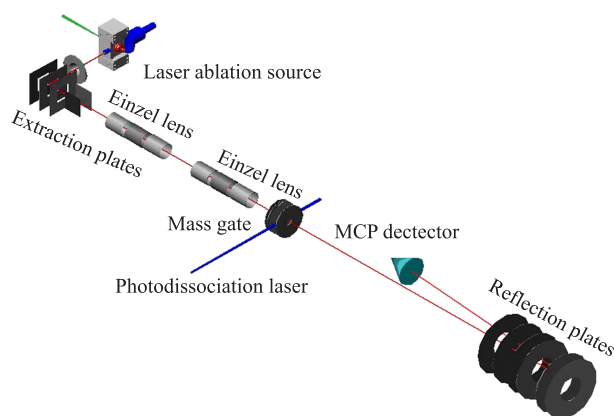 Laser ablation source
Einzel lens
Extraction plates
Einzel lens
Mass gate
MCP dectector
Photodissociation laser
Reflection plates